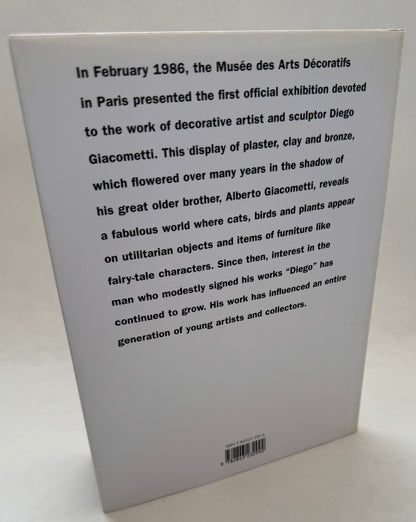 In February 1986, the Musée des Arts Décoratifs
in Paris presented the first official exhibition devoted
to the work of decorative artist and sculptor Diego
Giacometti. This display of plaster, clay and bronze,
which flowered over many years in the shadow of
his great older brother, Alberto Giacometti, reveals
a fabulous world where cats, birds and plants appear
on utilitarian objects and items of furniture like
fairy-tale characters. Since then, interest in the
man who modestly signed his works “Diego” has
continued to grow. His work has influenced an entire
generation of young artists and collectors.